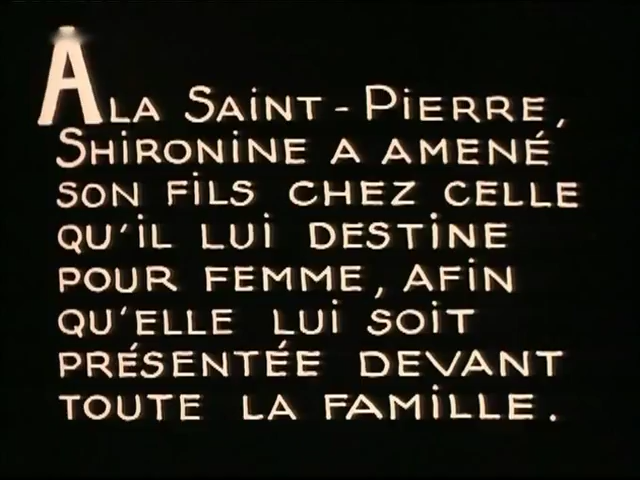 À LA SAiNT-PiERRE,
SHiRONiNE A AMENÉ
SON FiLS CHEZ CELLE
QU'iL LUi DESTiNE
POUR FEMME, AFiN
QU'ELLE LUi SOiT
PRÉSENTÉE DEVANT
TOUTE LA FAMiLLE.